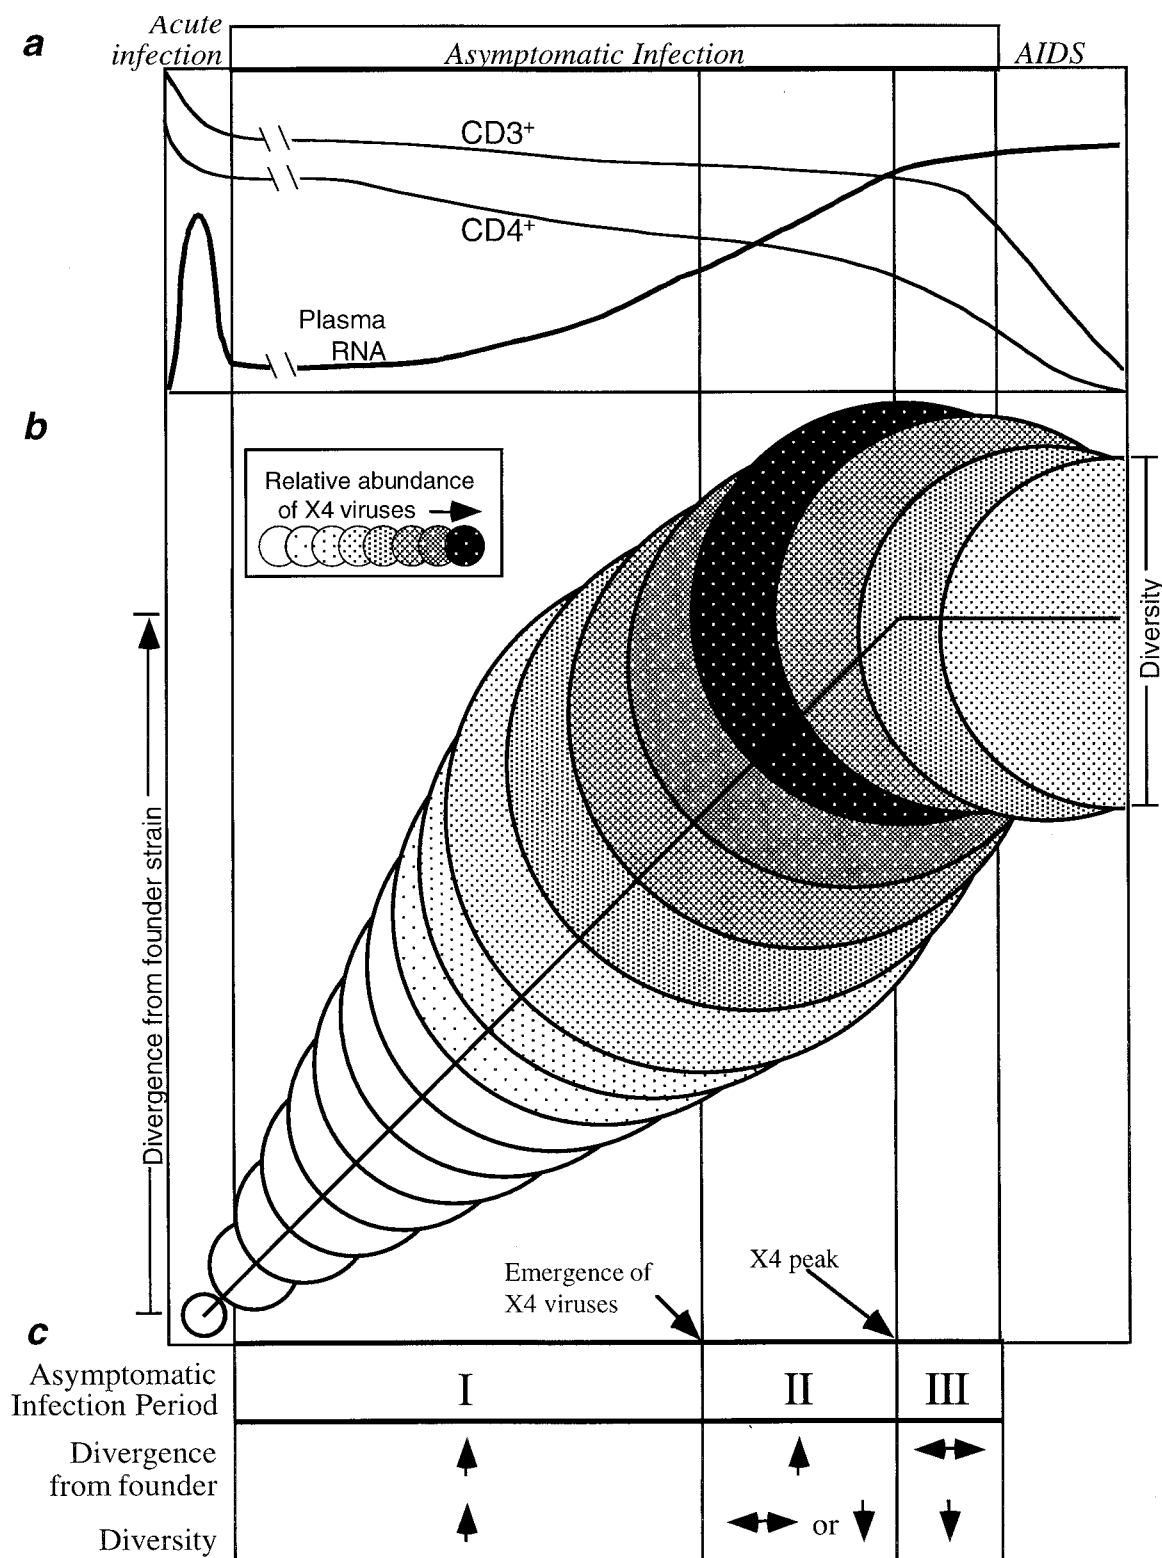 a
Acute
infection
Asymptomatic Infection
AIDS
CD3+
CD4+
Plasma
RNA
b
Relative abundance
of X4 viruses
Divergence from founder strain
Diversity
Emergence of
X4 viruses
X4 peak
c
Asymptomatic
Infection Period
I
II
III
Divergence
from founder
Diversity
or